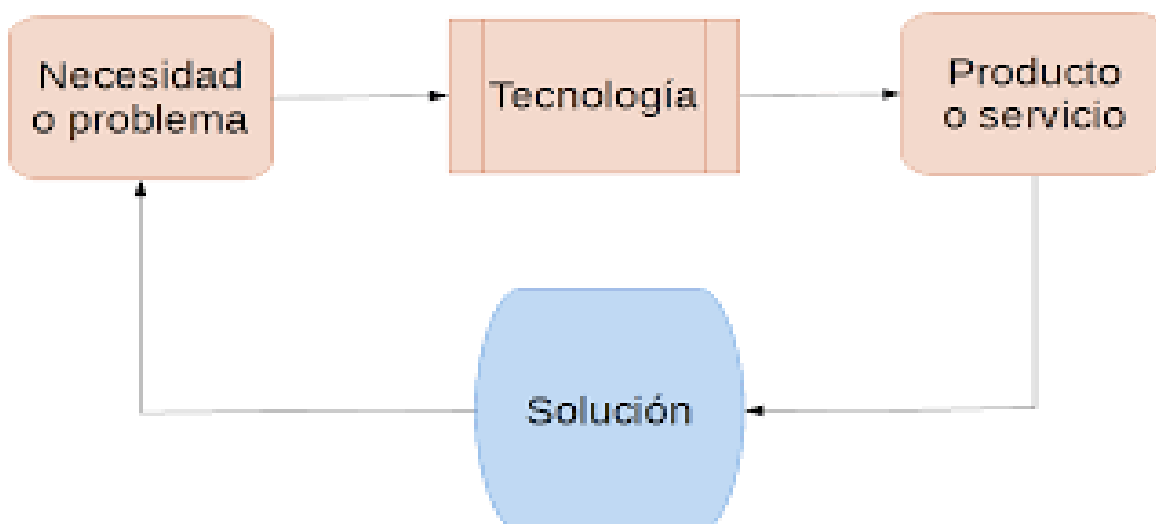 Necesidad
o problema
Tecnología
Producto
o servicio
Solución